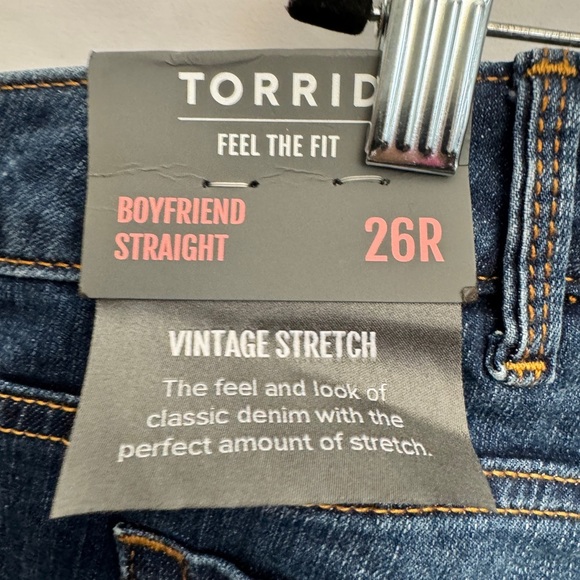 TORRID
FEEL THE FIT
BOYFRIEND
STRAIGHT
26R
VINTAGE STRETCH
The feel and look of
classic denim with the
perfect amount of stretch.